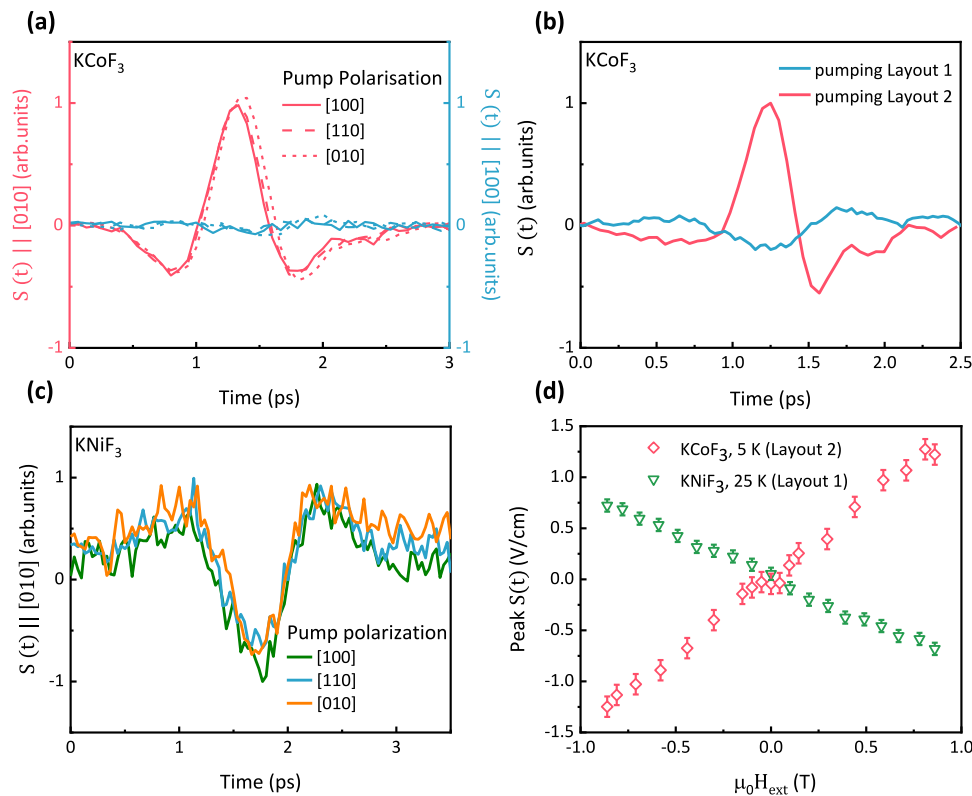 (a)
KCoF3
Pump Polarisation
[100]
[110]
[010]
S (t) || [010] (arb.units)
1
0
-1
S (t) || [100] (arb.units)
1
0
-1
0 1 2 3
Time (ps)
(b)
KCoF3
pumping Layout 1
pumping Layout 2
S (t) (arb.units)
1
0
-1
0.0 0.5 1.0 1.5 2.0 2.5
Time (ps)
(c)
KNiF3
S (t) || [010] (arb.units)
1
0
-1
Pump polarization
[100]
[110]
[010]
0 1 2 3
Time (ps)
(d)
KCoF3, 5 K (Layout 2)
KNiF3, 25 K (Layout 1)
Peak S(t) (V/cm)
1.5
1.0
0.5
0.0
-0.5
-1.0
-1.5
-1.0 -0.5 0.0 0.5 1.0
μ0Hext (T)